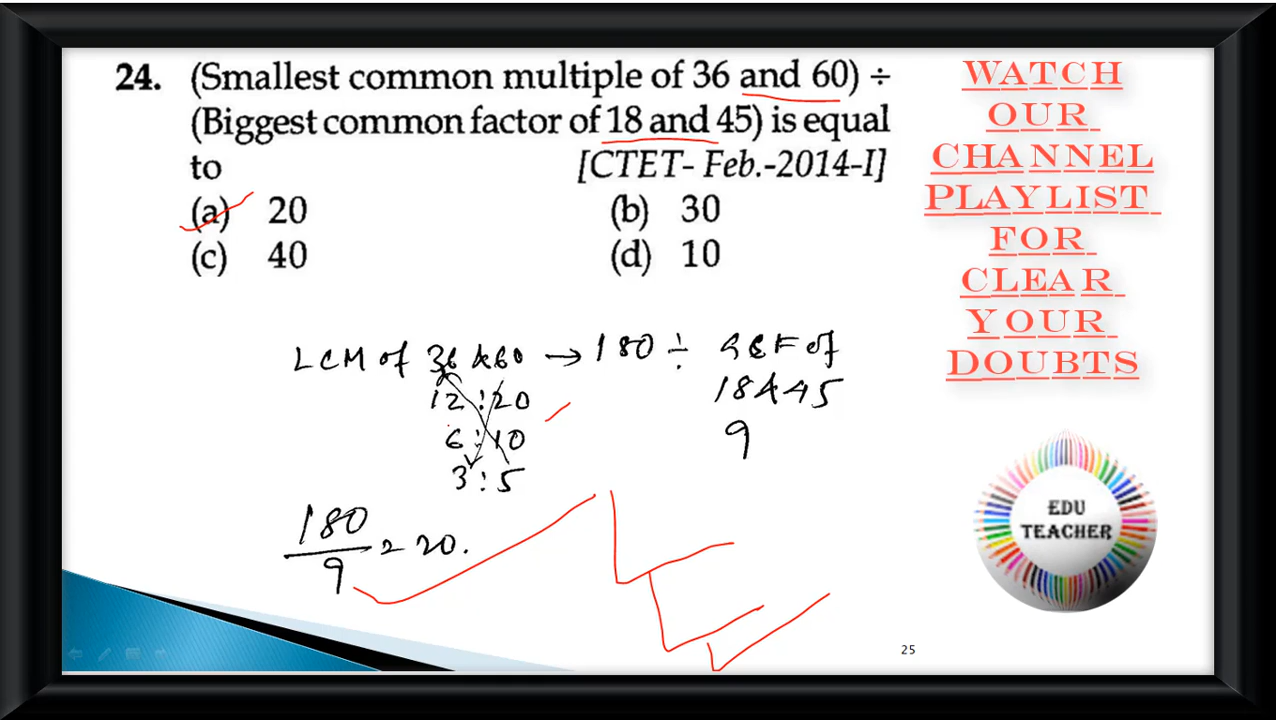 24. (Smallest common multiple of 36 and 60) ÷
(Biggest common factor of 18 and 45) is equal
to [CTET- Feb.-2014-I]
(a) 20 (b) 30
(c) 40 (d) 10
LCM of 36 & 60 → 180 ÷ GCF of
12 : 20 18 & 45
6 : 10 9
3 : 5
180
9 = 20.
WATCH
OUR
CHANNEL
PLAYLIST
FOR
CLEAR
YOUR
DOUBTS
EDU
TEACHER
25